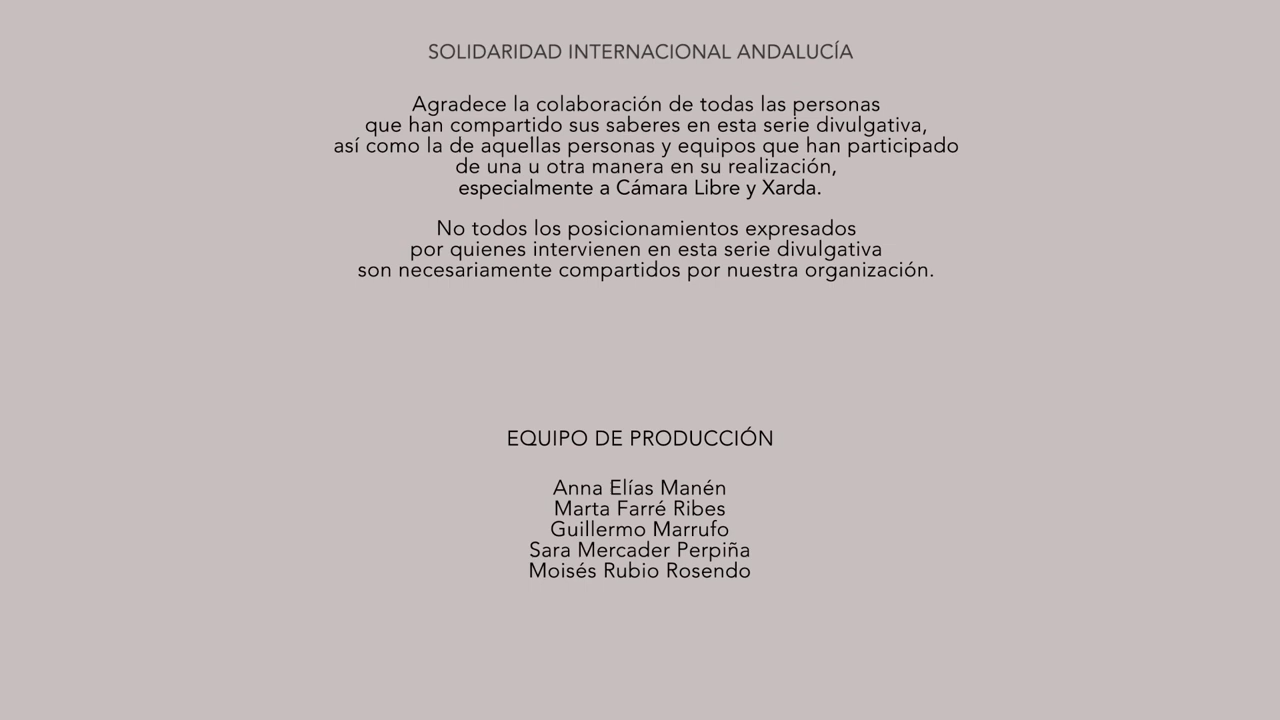 SOLIDARIDAD INTERNACIONAL ANDALUCÍA
Agradece la colaboración de todas las personas
que han compartido sus saberes en esta serie divulgativa,
así como la de aquellas personas y equipos que han participado
de una u otra manera en su realización,
especialmente a Cámara Libre y Xarda.
No todos los posicionamientos expresados
por quienes intervienen en esta serie divulgativa
son necesariamente compartidos por nuestra organización.
EQUIPO DE PRODUCCIÓN
Anna Elías Manén
Marta Farré Ribes
Guillermo Marrufo
Sara Mercader Perpiña
Moisés Rubio Rosendo